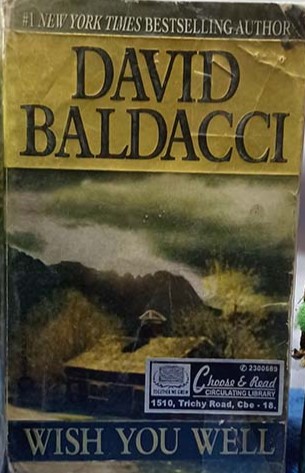 #1 NEW YORK TIMES BESTSELLING AUTHOR
DAVID
BALDACCI
✆ 2300689
Choose & Read
CIRCULATING LIBRARY
1510, Trichy Road, Cbe - 18.
WISH YOU WELL